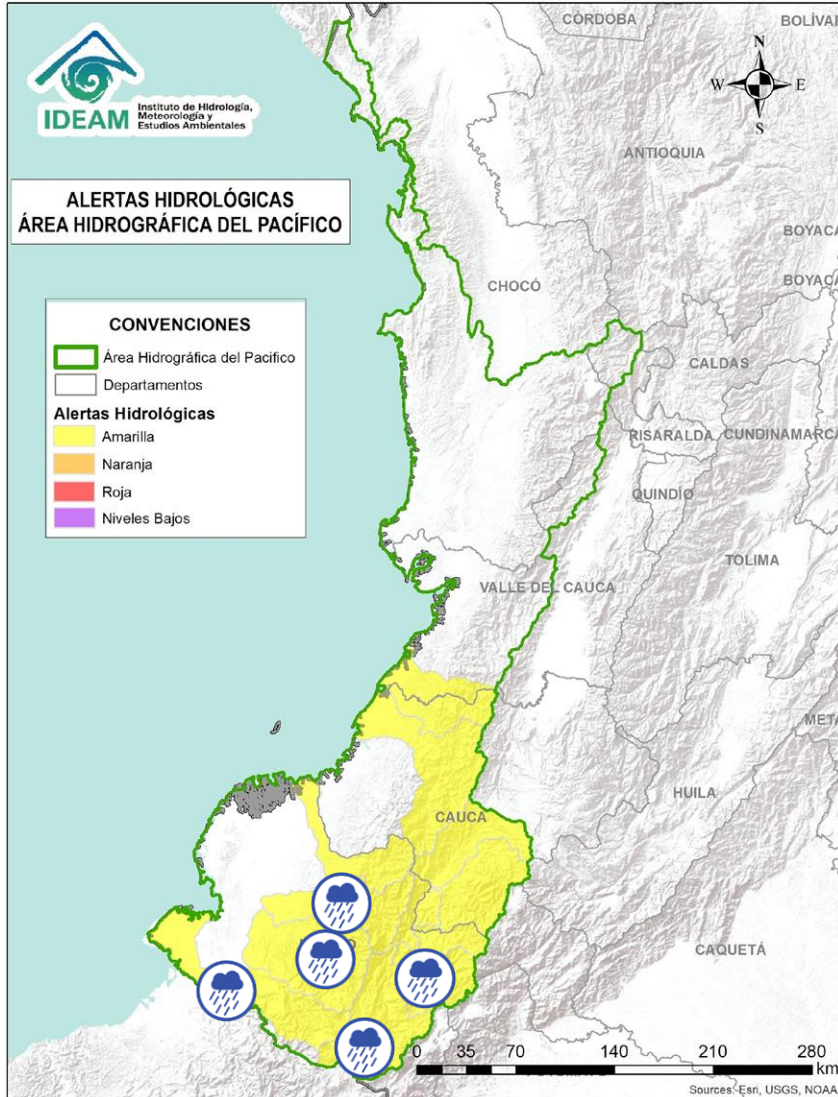 CÓRDOBA
BOLÍVAR
IDEAM
Instituto de Hidrología,
Meteorología y
Estudios Ambientales
N
W
E
S
ANTIOQUIA
ALERTAS HIDROLÓGICAS
ÁREA HIDROGRÁFICA DEL PACÍFICO
BOYACÁ
BOYACÁ
CHOCÓ
CONVENCIONES
Área Hidrográfica del Pacifico
Departamentos
Alertas Hidrológicas
Amarilla
Naranja
Roja
Niveles Bajos
CALDAS
RISARALDA
CUNDINAMARCA
QUINDÍO
TOLIMA
VALLE DEL CAUCA
META
HUILA
CAUCA
CAQUETÁ
0 35 70 140 210 280
km
Sources: Esri, USGS, NOAA